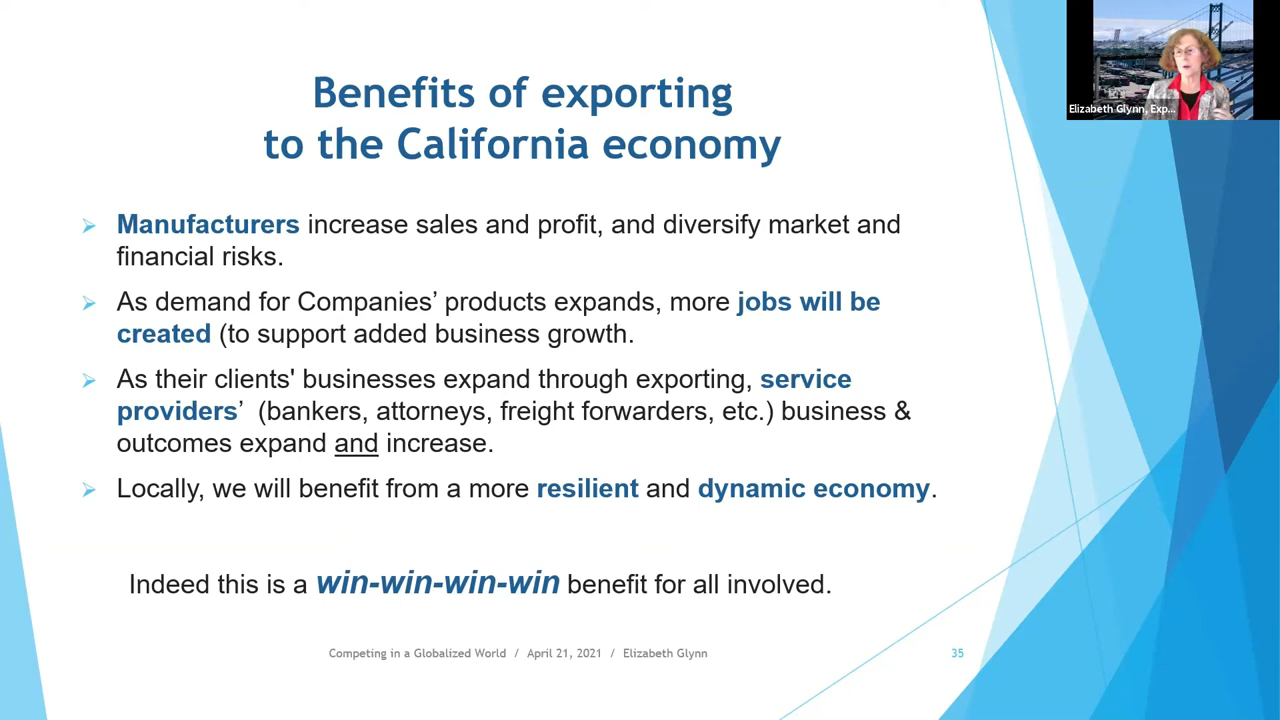 Benefits of exporting
to the California economy
Elizabeth Glynn, Exp...
➢ Manufacturers increase sales and profit, and diversify market and
financial risks.
➢ As demand for Companies’ products expands, more jobs will be
created (to support added business growth.
➢ As their clients' businesses expand through exporting, service
providers’ (bankers, attorneys, freight forwarders, etc.) business &
outcomes expand and increase.
➢ Locally, we will benefit from a more resilient and dynamic economy.
Indeed this is a win-win-win-win benefit for all involved.
Competing in a Globalized World / April 21, 2021 / Elizabeth Glynn
35